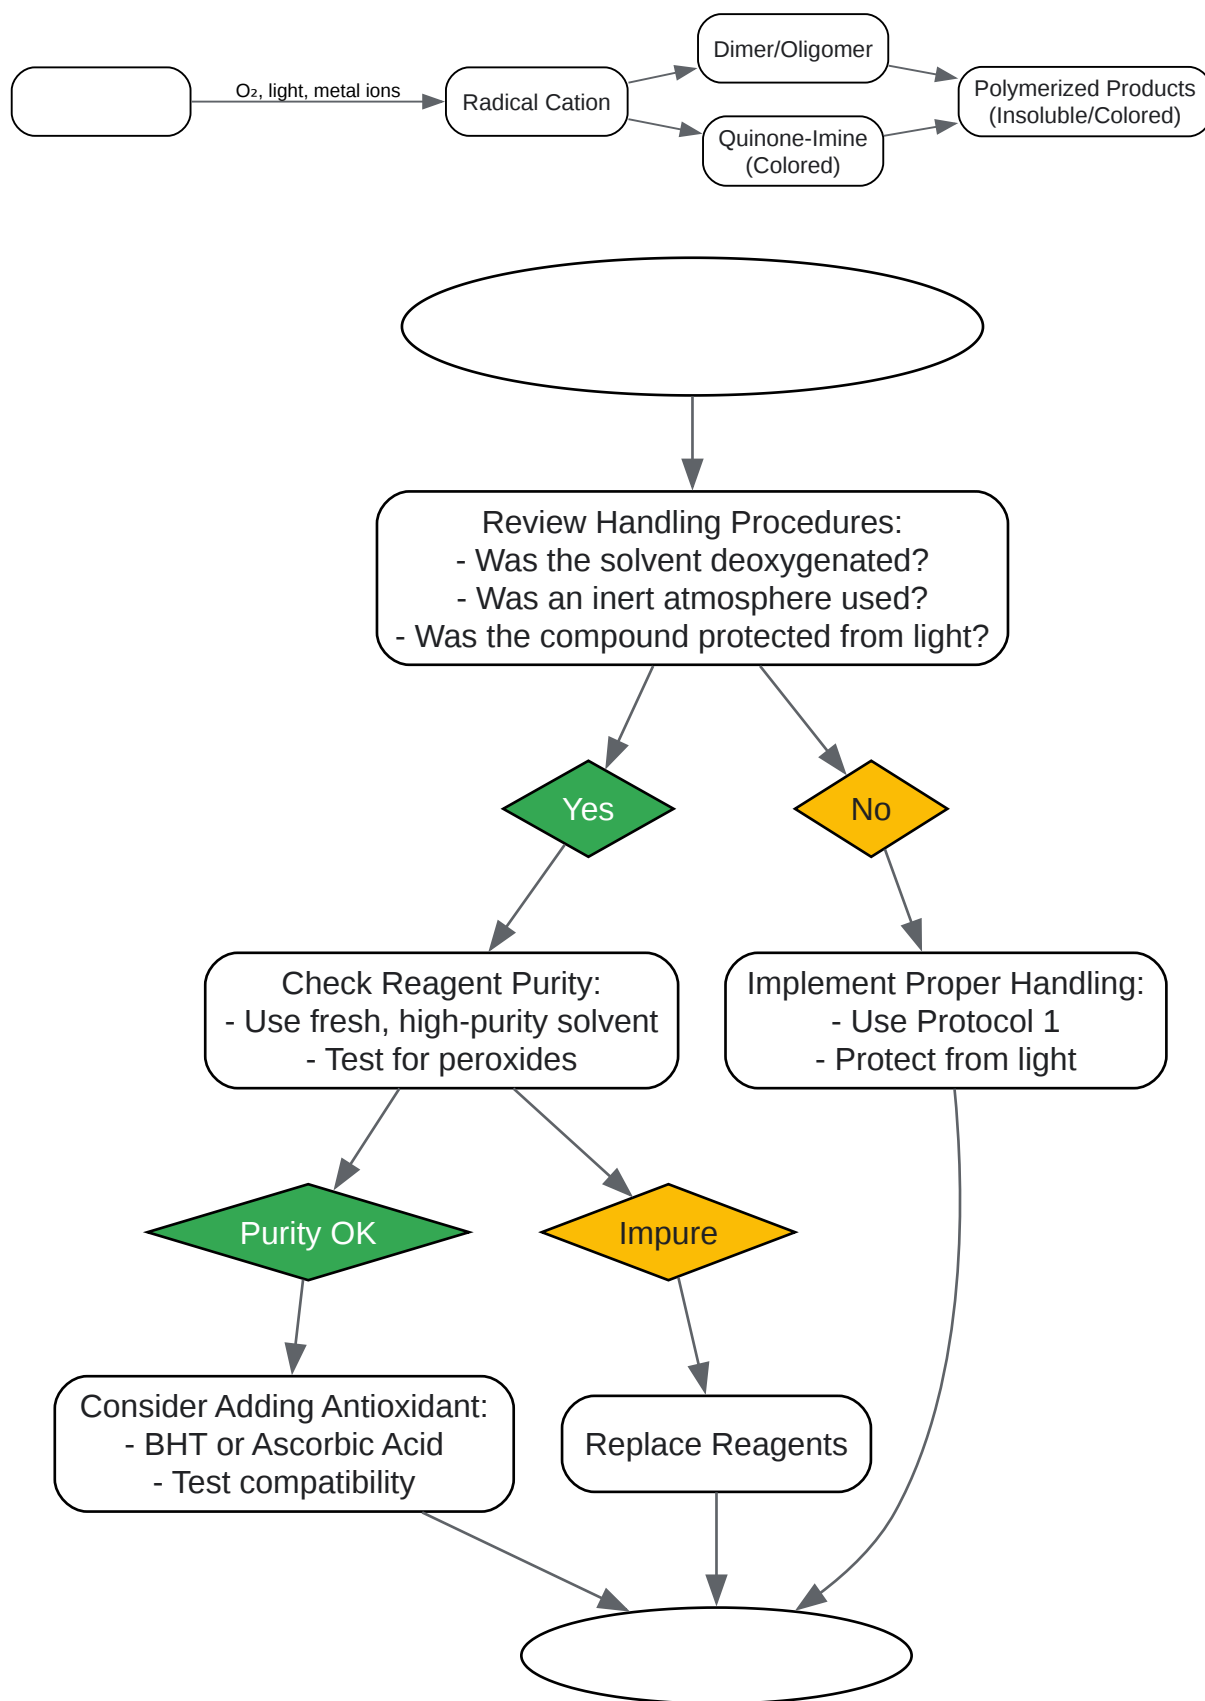 O₂, light, metal ions
Radical Cation
Dimer/Oligomer
Quinone-Imine
(Colored)
Polymerized Products
(Insoluble/Colored)
Review Handling Procedures:
- Was the solvent deoxygenated?
- Was an inert atmosphere used?
- Was the compound protected from light?
Yes
No
Check Reagent Purity:
- Use fresh, high-purity solvent
- Test for peroxides
Implement Proper Handling:
- Use Protocol 1
- Protect from light
Purity OK
Impure
Consider Adding Antioxidant:
- BHT or Ascorbic Acid
- Test compatibility
Replace Reagents